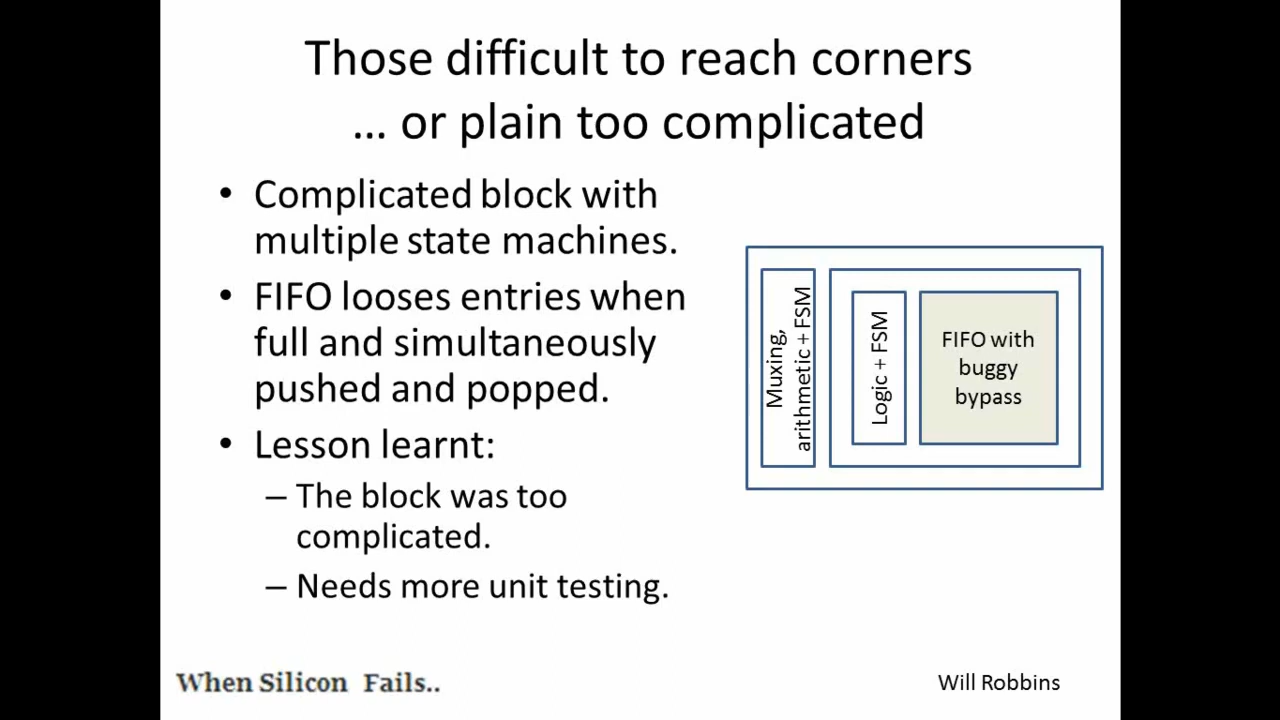 Those difficult to reach corners
... or plain too complicated
• Complicated block with
multiple state machines.
• FIFO looses entries when
full and simultaneously
pushed and popped.
• Lesson learnt:
– The block was too
complicated.
– Needs more unit testing.
Muxing,
arithmetic + FSM
Logic + FSM
FIFO with
buggy
bypass
When Silicon Fails..
Will Robbins